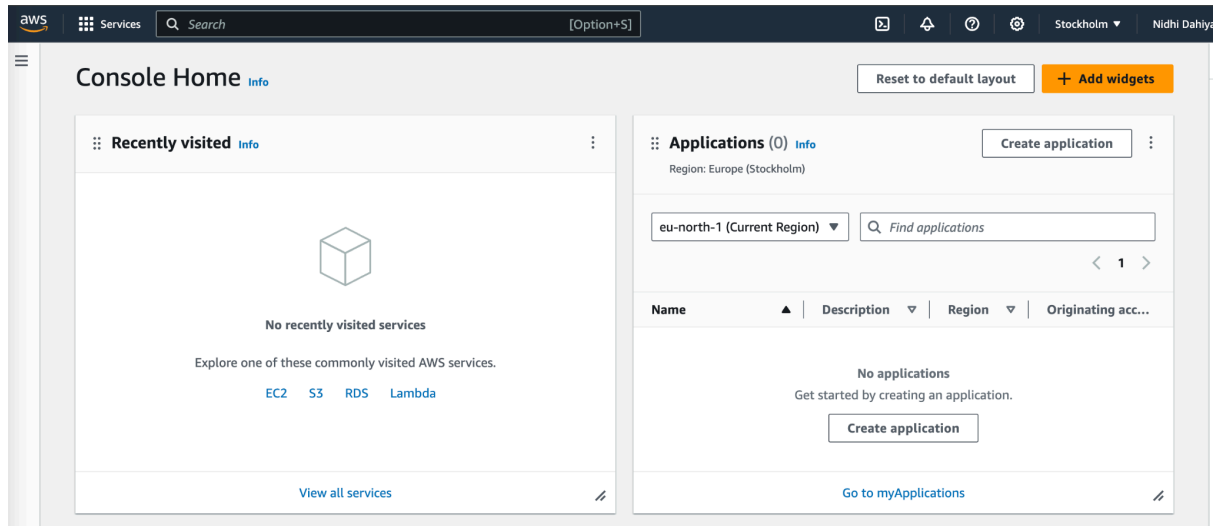 aws Services Search [Option+S] Stockholm Nidhi Dahiya
Console Home Info
Reset to default layout
+ Add widgets
Recently visited Info
No recently visited services
Explore one of these commonly visited AWS services.
EC2 S3 RDS Lambda
View all services
Applications (0) Info
Create application
Region: Europe (Stockholm)
eu-north-1 (Current Region)
Find applications
1
Name Description Region Originating acc...
No applications
Get started by creating an application.
Create application
Go to myApplications